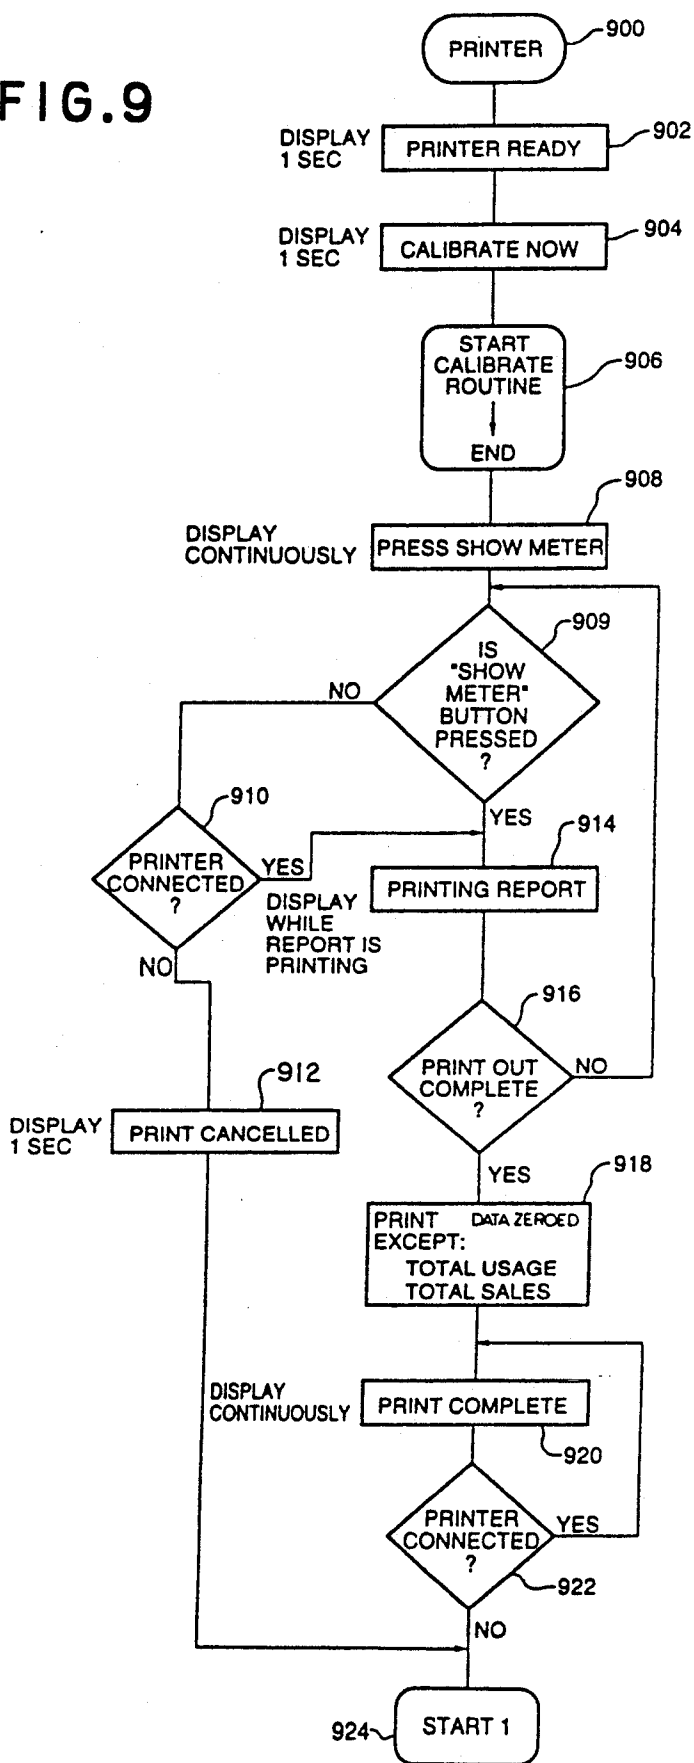 FIG.9
PRINTER
900
DISPLAY
1 SEC
PRINTER READY
902
DISPLAY
1 SEC
CALIBRATE NOW
904
START
CALIBRATE
ROUTINE
END
906
908
DISPLAY
CONTINUOUSLY
PRESS SHOW METER
909
IS
"SHOW
METER"
BUTTON
PRESSED
?
NO
YES
910
PRINTER
CONNECTED
?
YES
NO
914
PRINTING REPORT
DISPLAY
WHILE
REPORT IS
PRINTING
916
PRINT OUT
COMPLETE
?
NO
YES
912
DISPLAY
1 SEC
PRINT CANCELLED
918
PRINT DATA ZEROED
EXCEPT:
TOTAL USAGE
TOTAL SALES
DISPLAY
CONTINUOUSLY
PRINT COMPLETE
920
PRINTER
CONNECTED
?
YES
922
NO
924
START 1